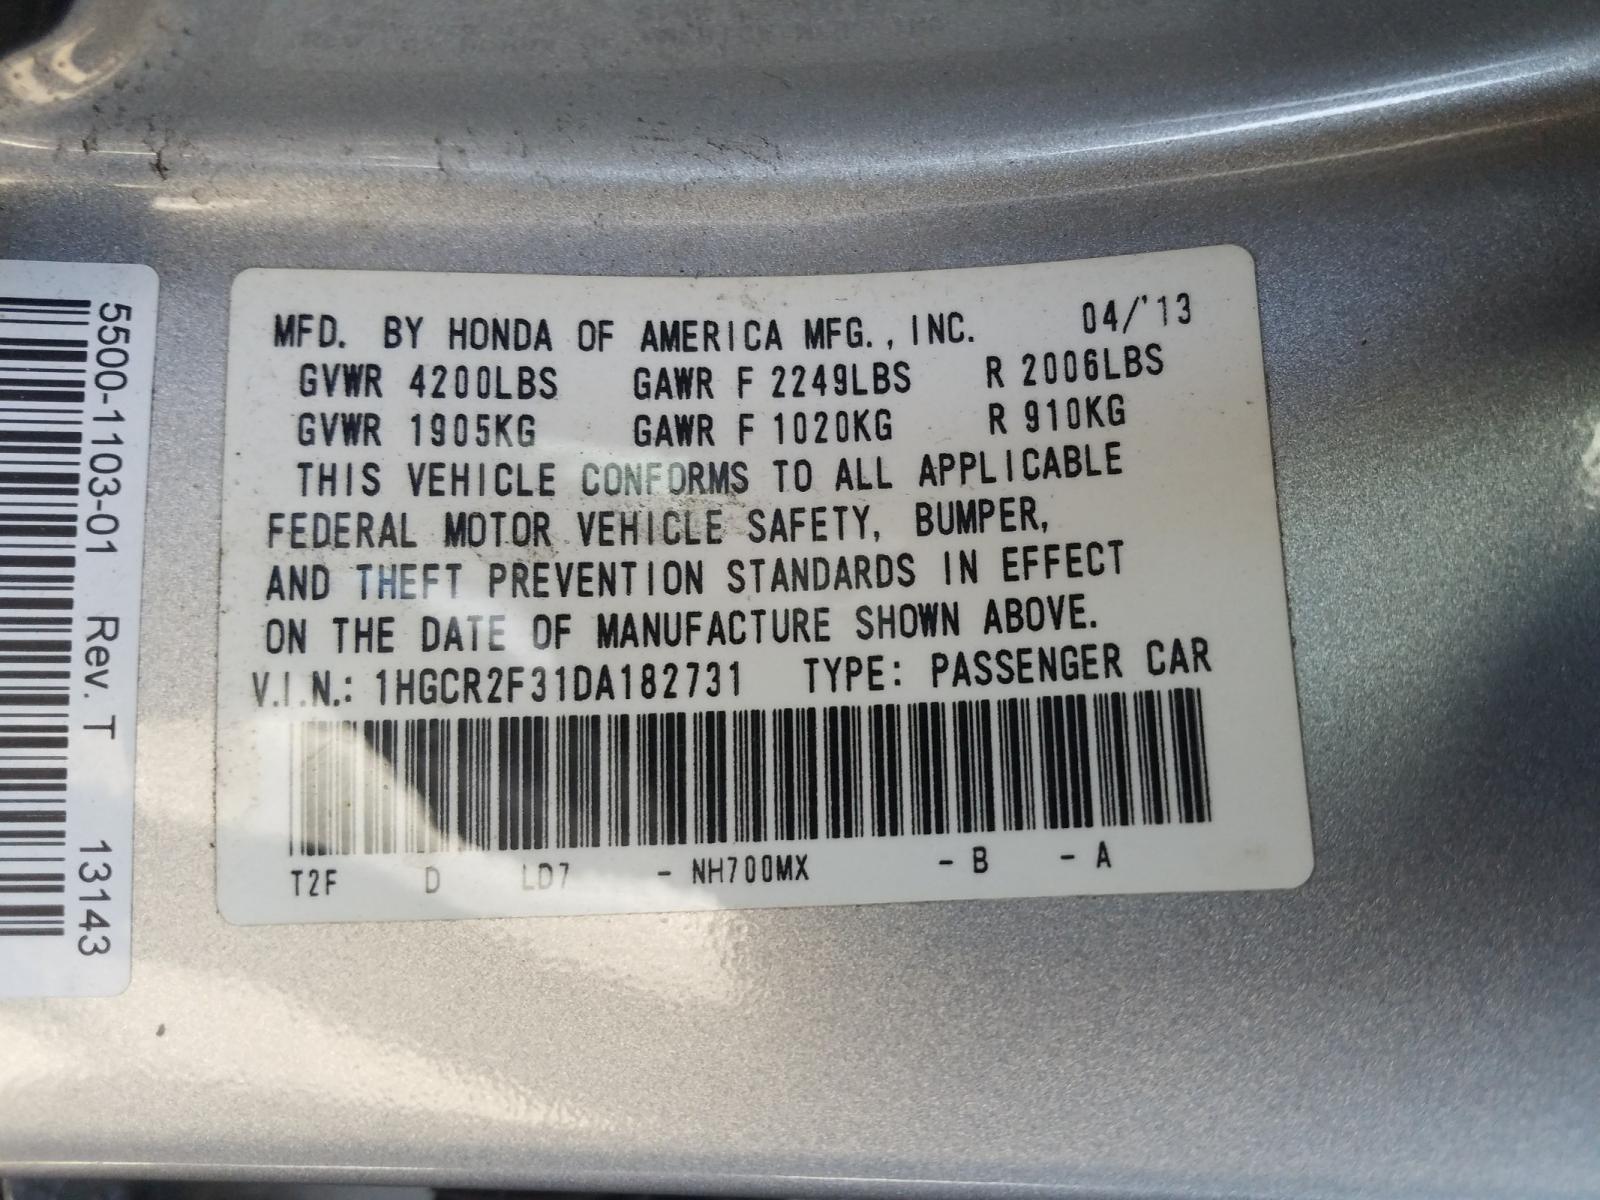 MFD. BY HONDA OF AMERICA MFG., INC. 04/'13
GVWR 4200LBS GAWR F 2249LBS R 2006LBS
GVWR 1905KG GAWR F 1020KG R 910KG
THIS VEHICLE CONFORMS TO ALL APPLICABLE
FEDERAL MOTOR VEHICLE SAFETY, BUMPER,
AND THEFT PREVENTION STANDARDS IN EFFECT
ON THE DATE OF MANUFACTURE SHOWN ABOVE.
V.I.N.: 1HGCR2F31DA182731 TYPE: PASSENGER CAR
T2F D LD7 - NH700MX - B - A
5500-1103-01 Rev. T 13143